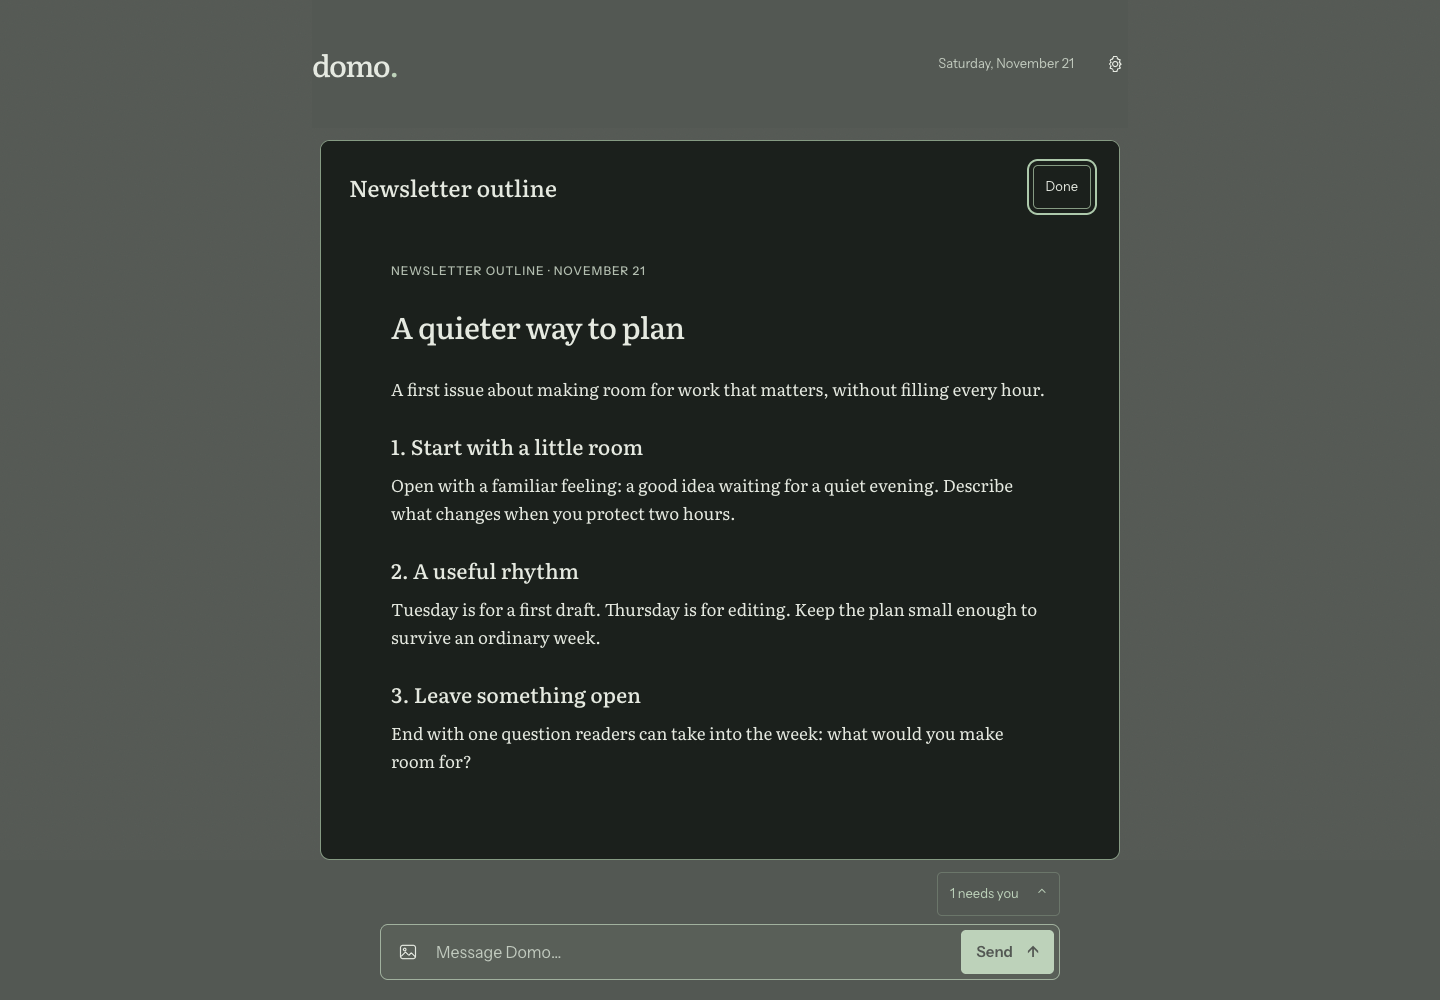 domo.
Saturday, November 21
Newsletter outline
Done
NEWSLETTER OUTLINE · NOVEMBER 21
A quieter way to plan
A first issue about making room for work that matters, without filling every hour.
1. Start with a little room
Open with a familiar feeling: a good idea waiting for a quiet evening. Describe
what changes when you protect two hours.
2. A useful rhythm
Tuesday is for a first draft. Thursday is for editing. Keep the plan small enough to
survive an ordinary week.
3. Leave something open
End with one question readers can take into the week: what would you make
room for?
1 needs you
Message Domo...
Send